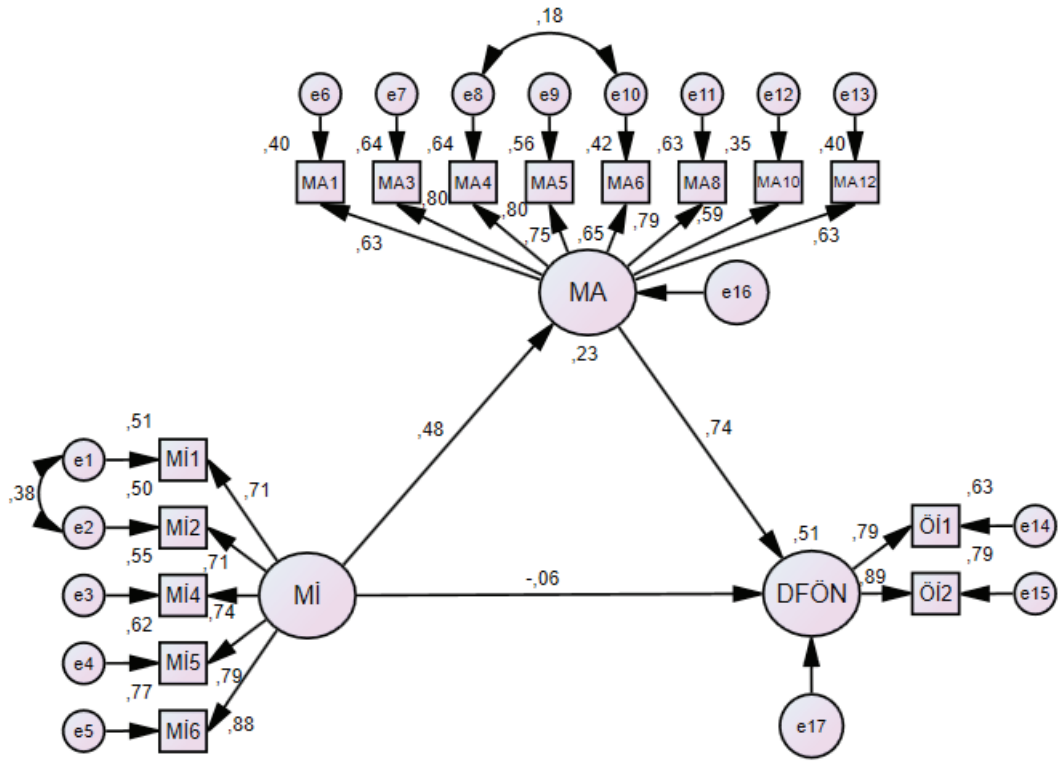 ,18
e6 e7 e8 e9 e10 e11 e12 e13
,40 ,64 ,64 ,56 ,42 ,63 ,35 ,40
MA1 MA3 MA4 MA5 MA6 MA8 MA10 MA12
,63 ,80 ,80 ,75 ,65 ,79 ,59 ,63
MA e16
,23
,48 ,74
,51
e1 Mİ1
,38 ,50 ,71
e2 Mİ2
,55 ,71
e3 Mİ4 ,74
,62
e4 Mİ5
,77 ,79
e5 Mİ6 ,88
Mİ
-,06
,51
DFÖN
,79 ,63
Öİ1 e14
,89 ,79
Öİ2 e15
e17